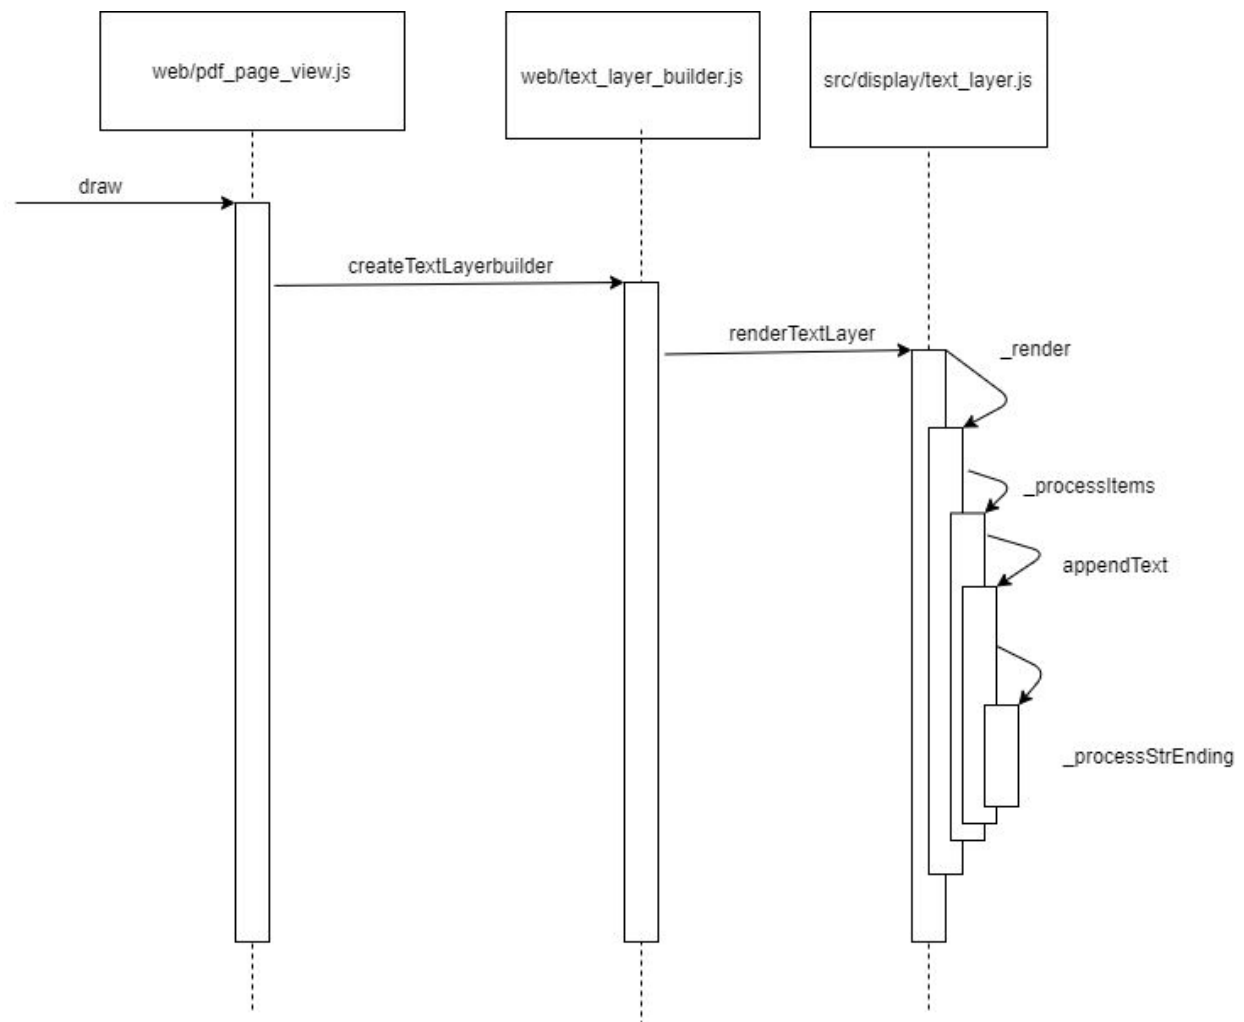 web/pdf_page_view.js
web/text_layer_builder.js
src/display/text_layer.js
draw
createTextLayerbuilder
renderTextLayer
_render
_processItems
appendText
_processStrEnding